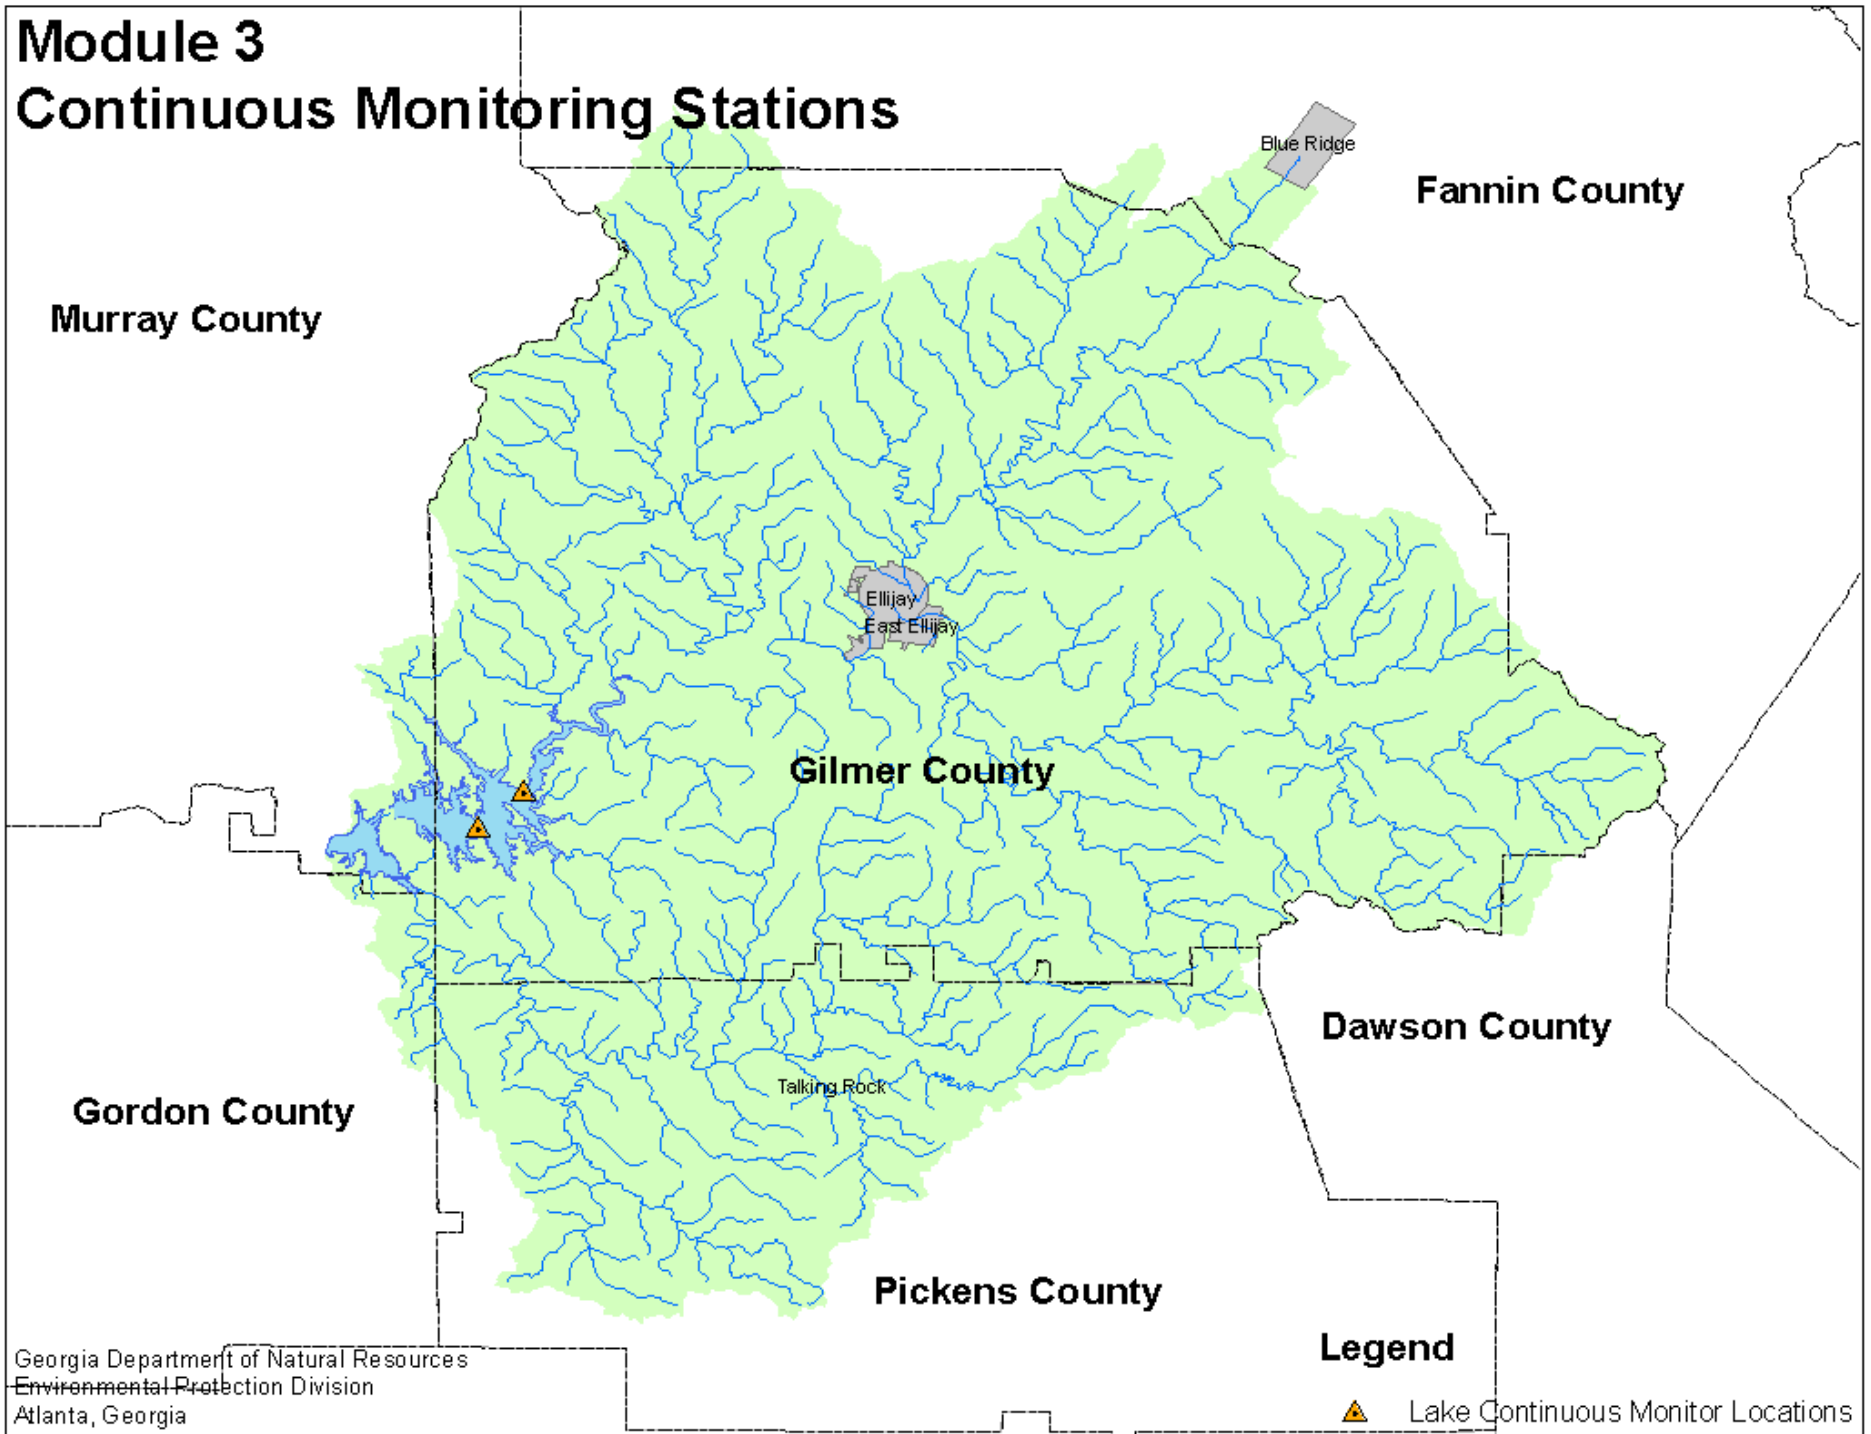 Module 3
Continuous Monitoring Stations
Blue Ridge
Fannin County
Murray County
Ellijay
East Ellijay
Gilmer County
Dawson County
Talking Rock
Gordon County
Pickens County
Legend
Lake Continuous Monitor Locations
Georgia Department of Natural Resources
Environmental Protection Division
Atlanta, Georgia